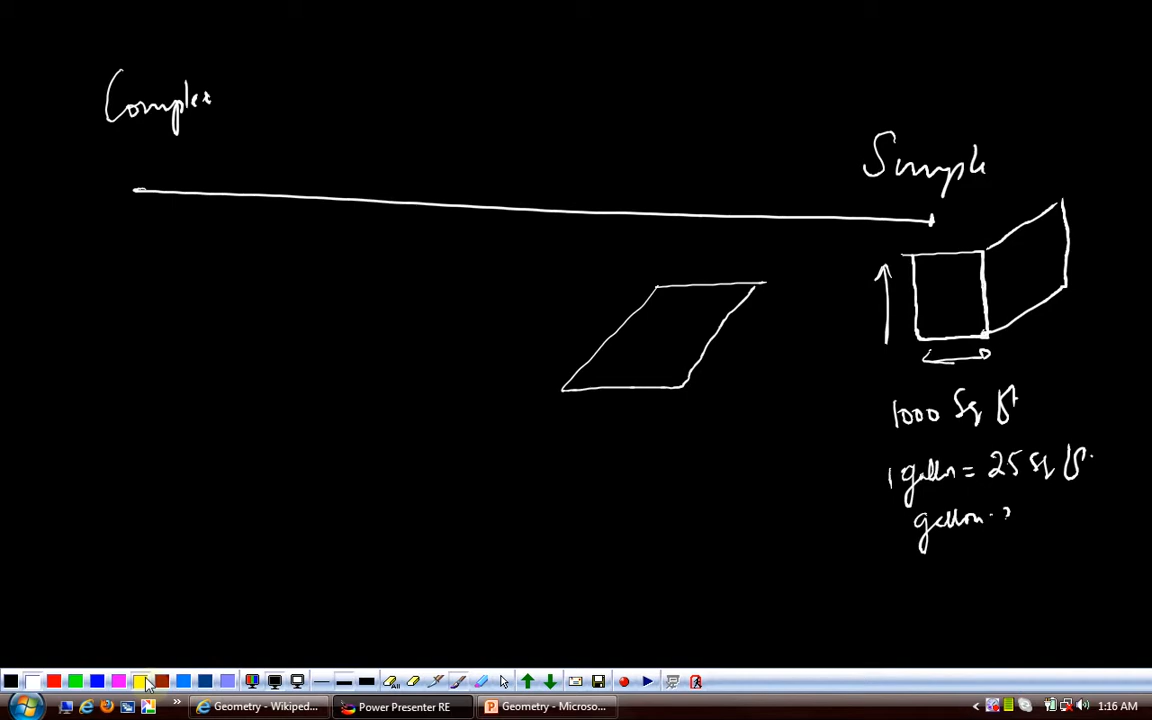 Complex
Simple
1000 Sq ft
1 gallon = 25 Sq ft.
gallon ?
All
»
Geometry - Wikiped...
Power Presenter RE
Geometry - Microso...
<
1:16 AM